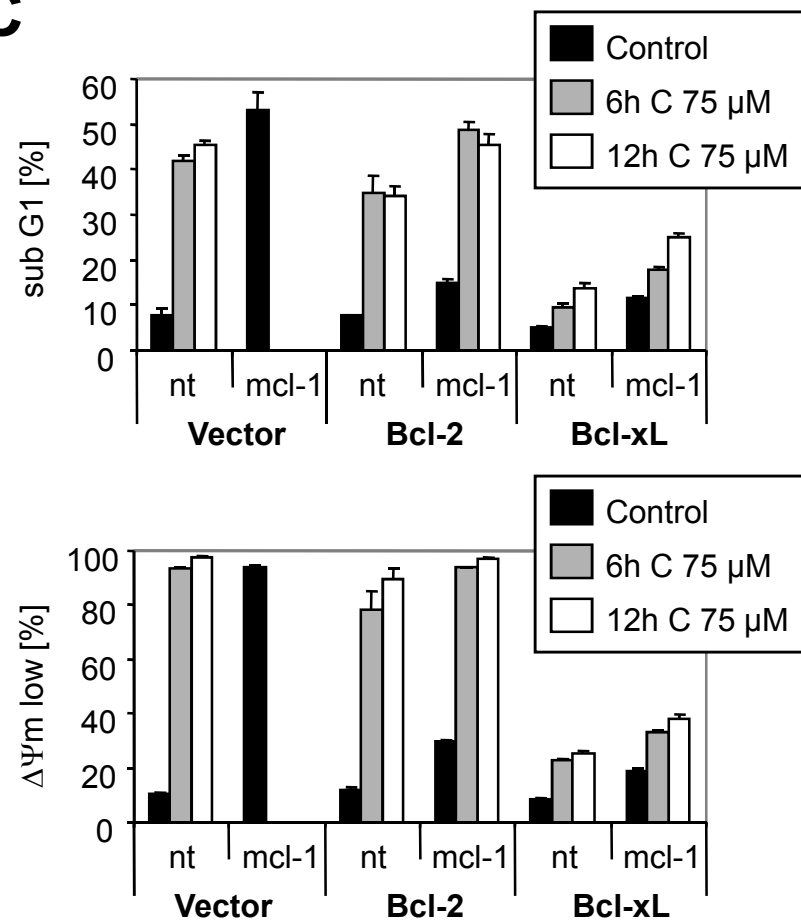 C
Control
6h C 75 µM
12h C 75 µM
sub G1 [%]
60
50
40
30
20
10
0
nt mcl-1 nt mcl-1 nt mcl-1
Vector Bcl-2 Bcl-xL
Control
6h C 75 µM
12h C 75 µM
ΔΨm low [%]
100
80
60
40
20
0
nt mcl-1 nt mcl-1 nt mcl-1
Vector Bcl-2 Bcl-xL